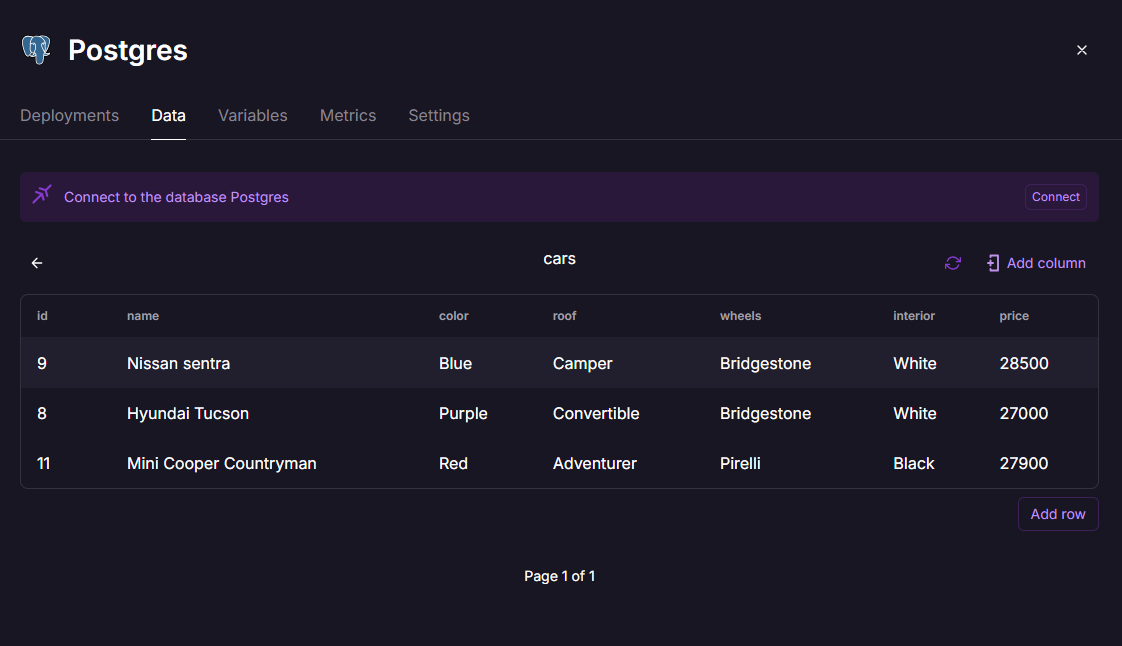 Postgres
Deployments Data Variables Metrics Settings
Connect to the database Postgres Connect
cars Add column
id name color roof wheels interior price
9 Nissan sentra Blue Camper Bridgestone White 28500
8 Hyundai Tucson Purple Convertible Bridgestone White 27000
11 Mini Cooper Countryman Red Adventurer Pirelli Black 27900
Add row
Page 1 of 1